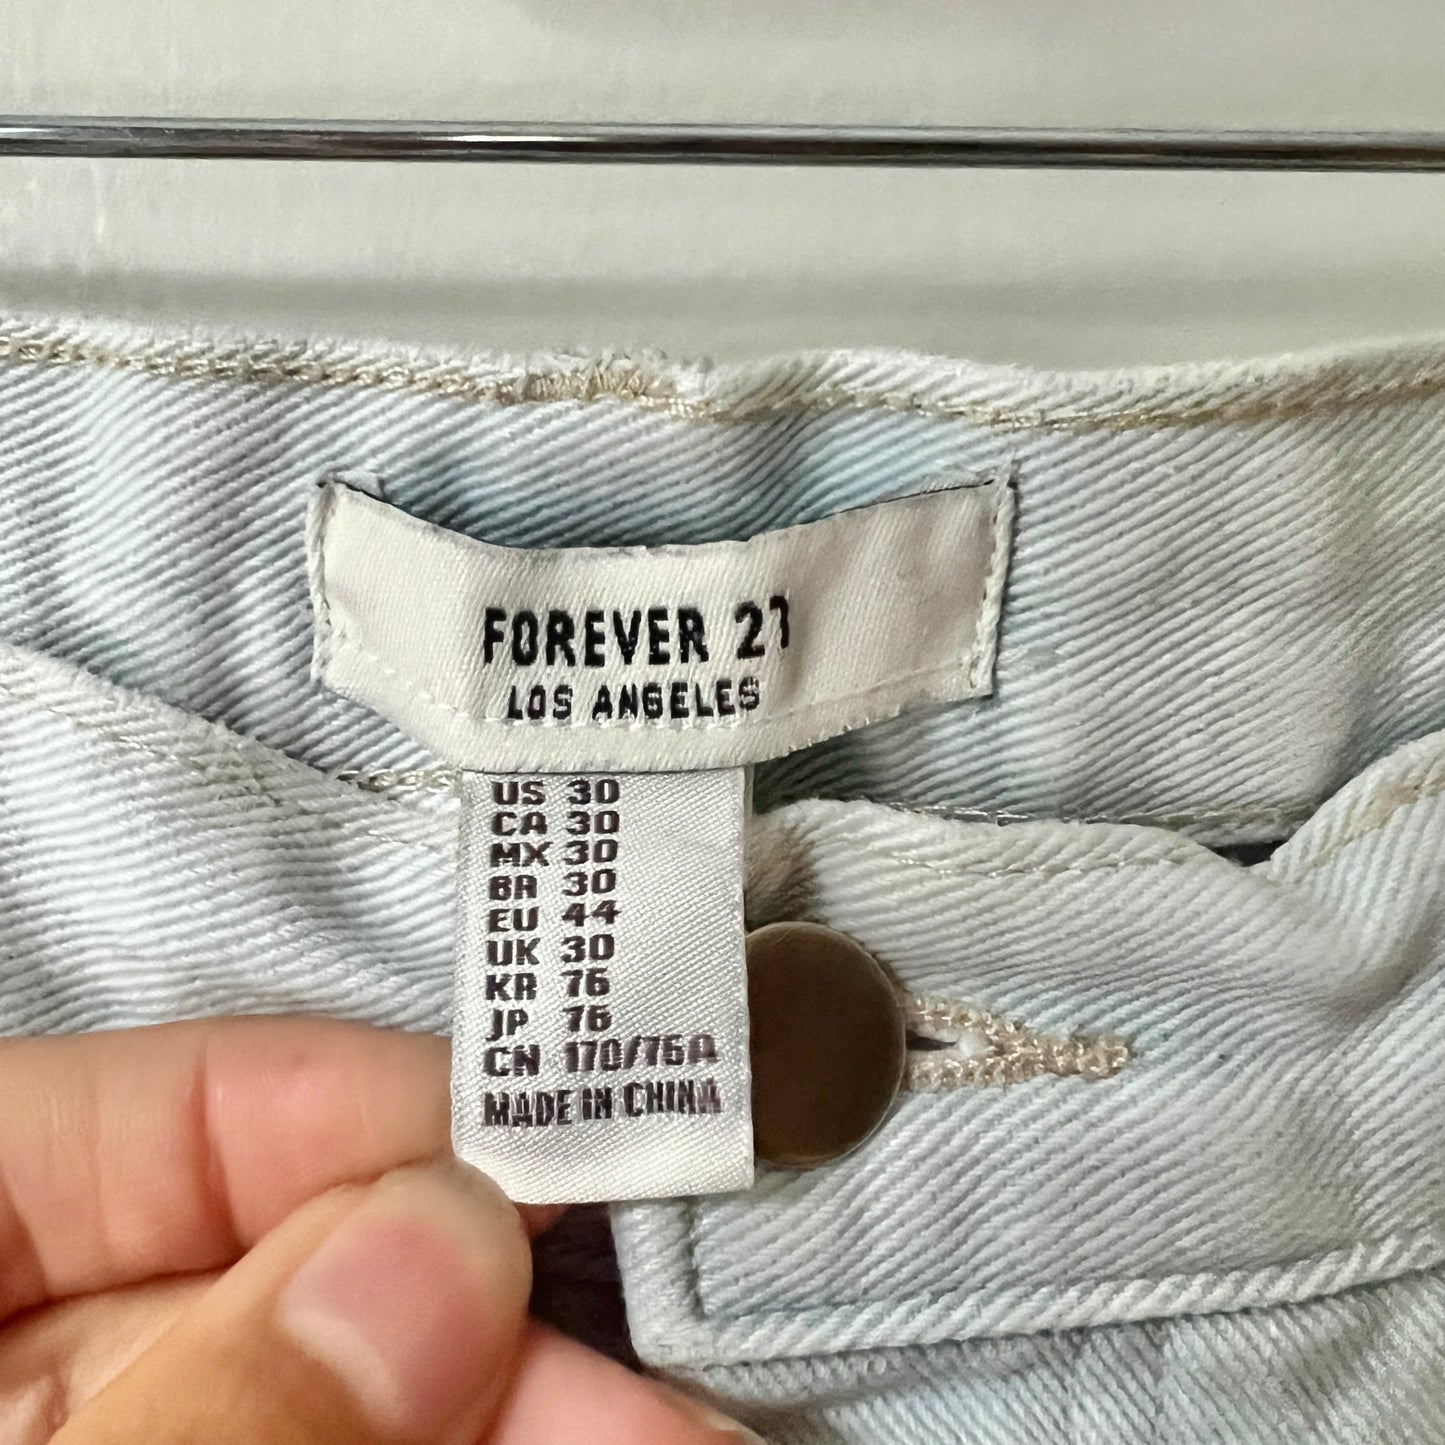 FOREVER 21
LOS ANGELES
US 30
CA 30
MX 30
BR 30
EU 44
UK 30
KR 76
JP 76
CN 170/76A
MADE IN CHINA